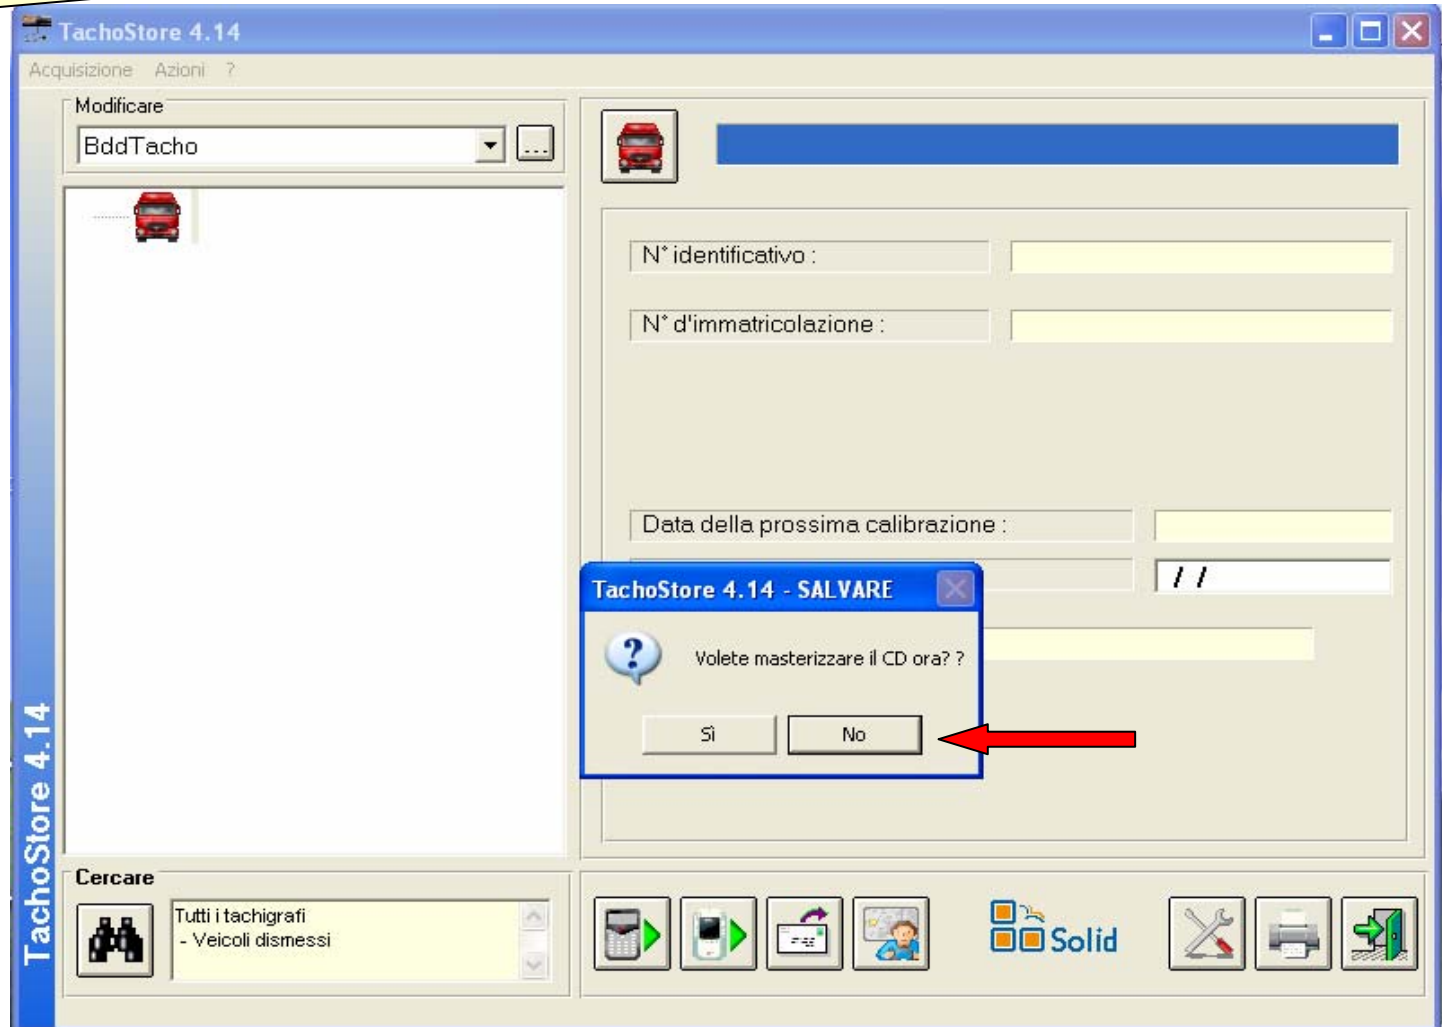 TachoStore 4.14
Acquisizione Azioni ?
Modificare
BddTacho
...
N° identificativo :
N° d'immatricolazione :
Data della prossima calibrazione :
/ /
TachoStore 4.14 - SALVARE
Volete masterizzare il CD ora? ?
Sì No
TachoStore 4.14
Cercare
Tutti i tachigrafi
- Veicoli dismessi
Solid